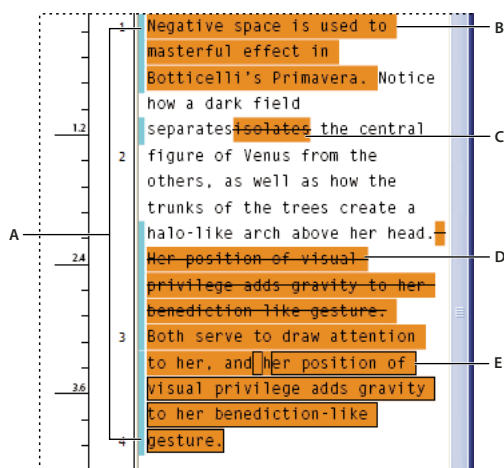 1 Negative space is used to B
masterful effect in
Botticelli's Primavera. Notice
how a dark field
1.2 separatesisolates the central C
2 figure of Venus from the
others, as well as how the
trunks of the trees create a
A halo-like arch above her head.
2.4 Her position of visual D
privilege adds gravity to her
benediction like gesture.
3 Both serve to draw attention
to her, and her position of E
3.6 visual privilege adds gravity
to her benediction-like
4 gesture.